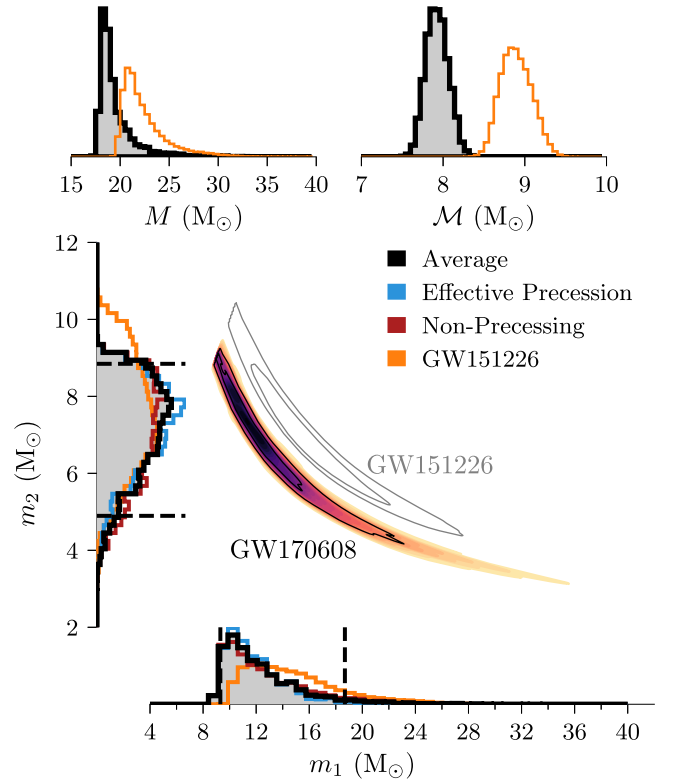 15 20 25 30 35 40
M (M⊙)
7 8 9 10
ℳ (M⊙)
12
10
8
6
4
2
m₂ (M⊙)
Average
Effective Precession
Non-Precessing
GW151226
GW151226
GW170608
4 8 12 16 20 24 28 32 36 40
m₁ (M⊙)